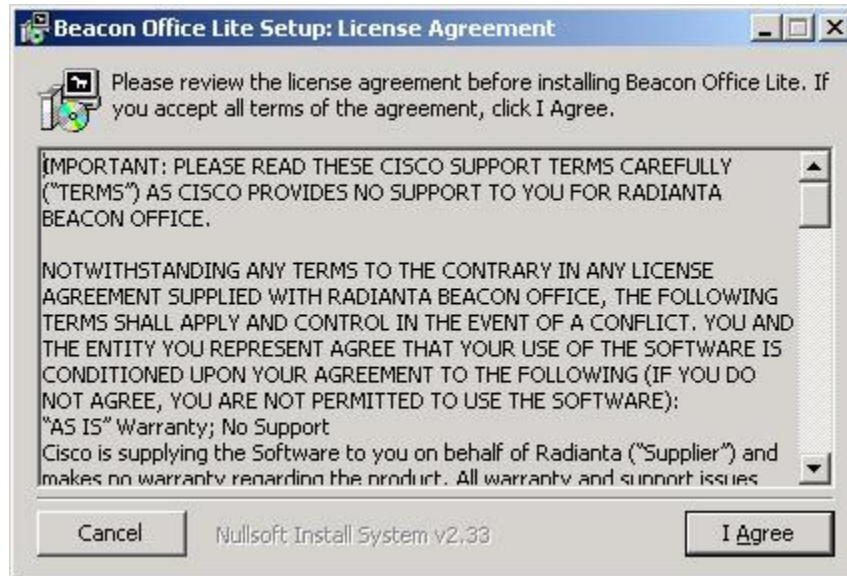 Beacon Office Lite Setup: License Agreement
Please review the license agreement before installing Beacon Office Lite. If
you accept all terms of the agreement, click I Agree.
IMPORTANT: PLEASE READ THESE CISCO SUPPORT TERMS CAREFULLY
("TERMS") AS CISCO PROVIDES NO SUPPORT TO YOU FOR RADIANTA
BEACON OFFICE.
NOTWITHSTANDING ANY TERMS TO THE CONTRARY IN ANY LICENSE
AGREEMENT SUPPLIED WITH RADIANTA BEACON OFFICE, THE FOLLOWING
TERMS SHALL APPLY AND CONTROL IN THE EVENT OF A CONFLICT. YOU AND
THE ENTITY YOU REPRESENT AGREE THAT YOUR USE OF THE SOFTWARE IS
CONDITIONED UPON YOUR AGREEMENT TO THE FOLLOWING (IF YOU DO
NOT AGREE, YOU ARE NOT PERMITTED TO USE THE SOFTWARE):
"AS IS" Warranty; No Support
Cisco is supplying the Software to you on behalf of Radianta ("Supplier") and
makes no warranty regarding the product. All warranty and support issues
Cancel
Nullsoft Install System v2.33
I Agree